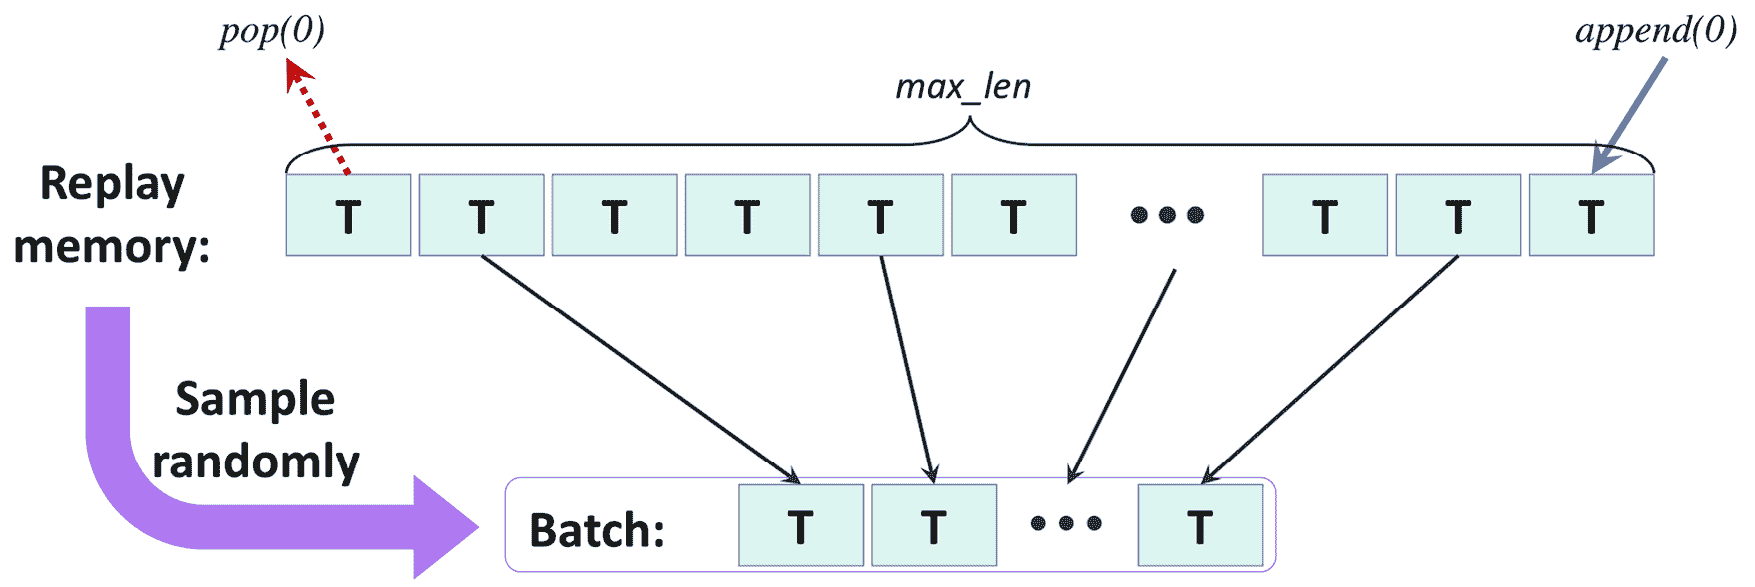 pop(0)
append(0)
max_len
Replay
memory:
T T T T T T ••• T T T
Sample
randomly
Batch: T T ••• T